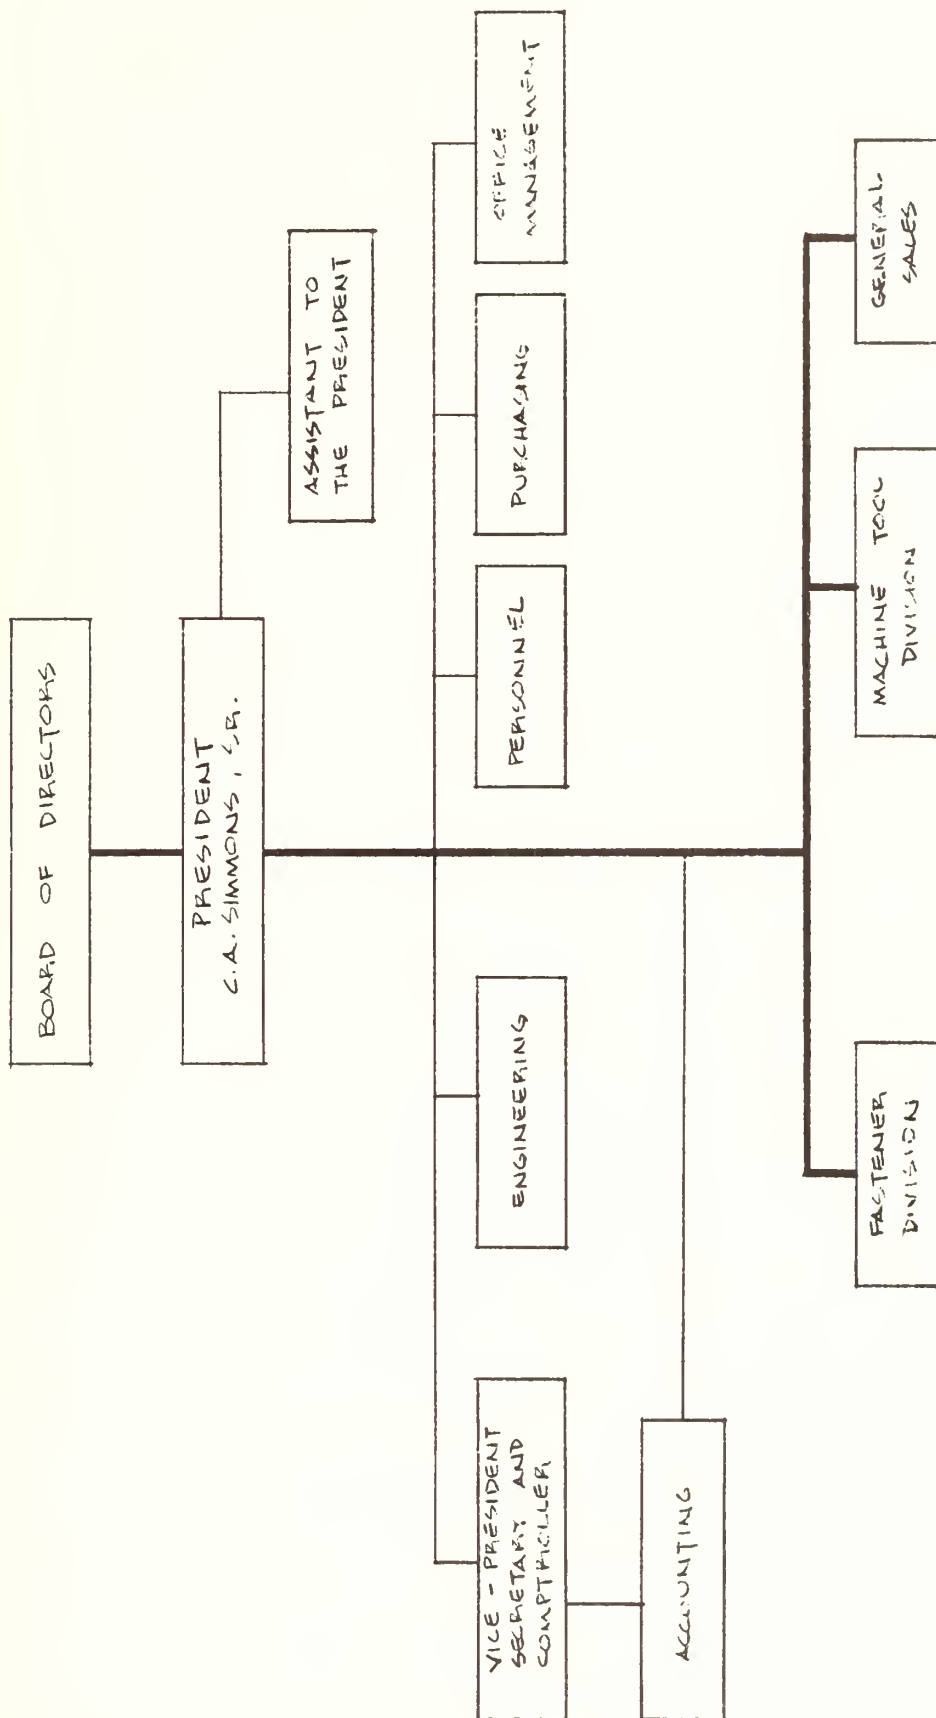 BOARD OF DIRECTORS
PRESIDENT
C.A. SIMMONS, SR.
ASSISTANT TO
THE PRESIDENT
VICE-PRESIDENT
SECRETARY AND
COMPTROLLER
ENGINEERING
PERSONNEL
PURCHASING
OFFICE
MANAGEMENT
ACCOUNTING
FASTENER
DIVISION
MACHINE TOOL
DIVISION
GENERAL
SALES